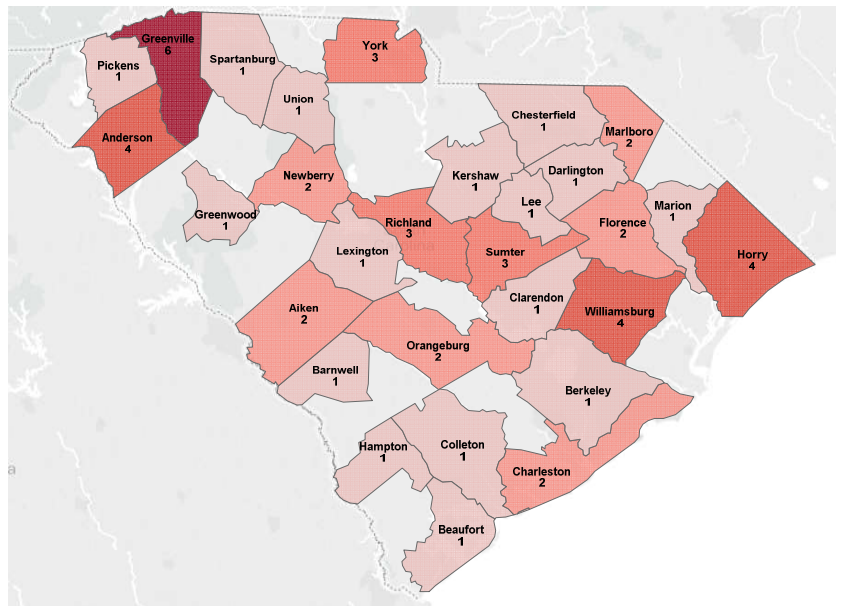 Greenville
6
York
3
Pickens
1
Spartanburg
1
Union
1
Chesterfield
1
Marlboro
2
Anderson
4
Newberry
2
Kershaw
1
Darlington
1
Lee
1
Marion
1
Greenwood
1
Richland
3
Florence
2
Lexington
1
Sumter
3
Horry
4
Clarendon
1
Aiken
2
Williamsburg
4
Orangeburg
2
Barnwell
1
Berkeley
1
Hampton
1
Colleton
1
Charleston
2
a
Beaufort
1